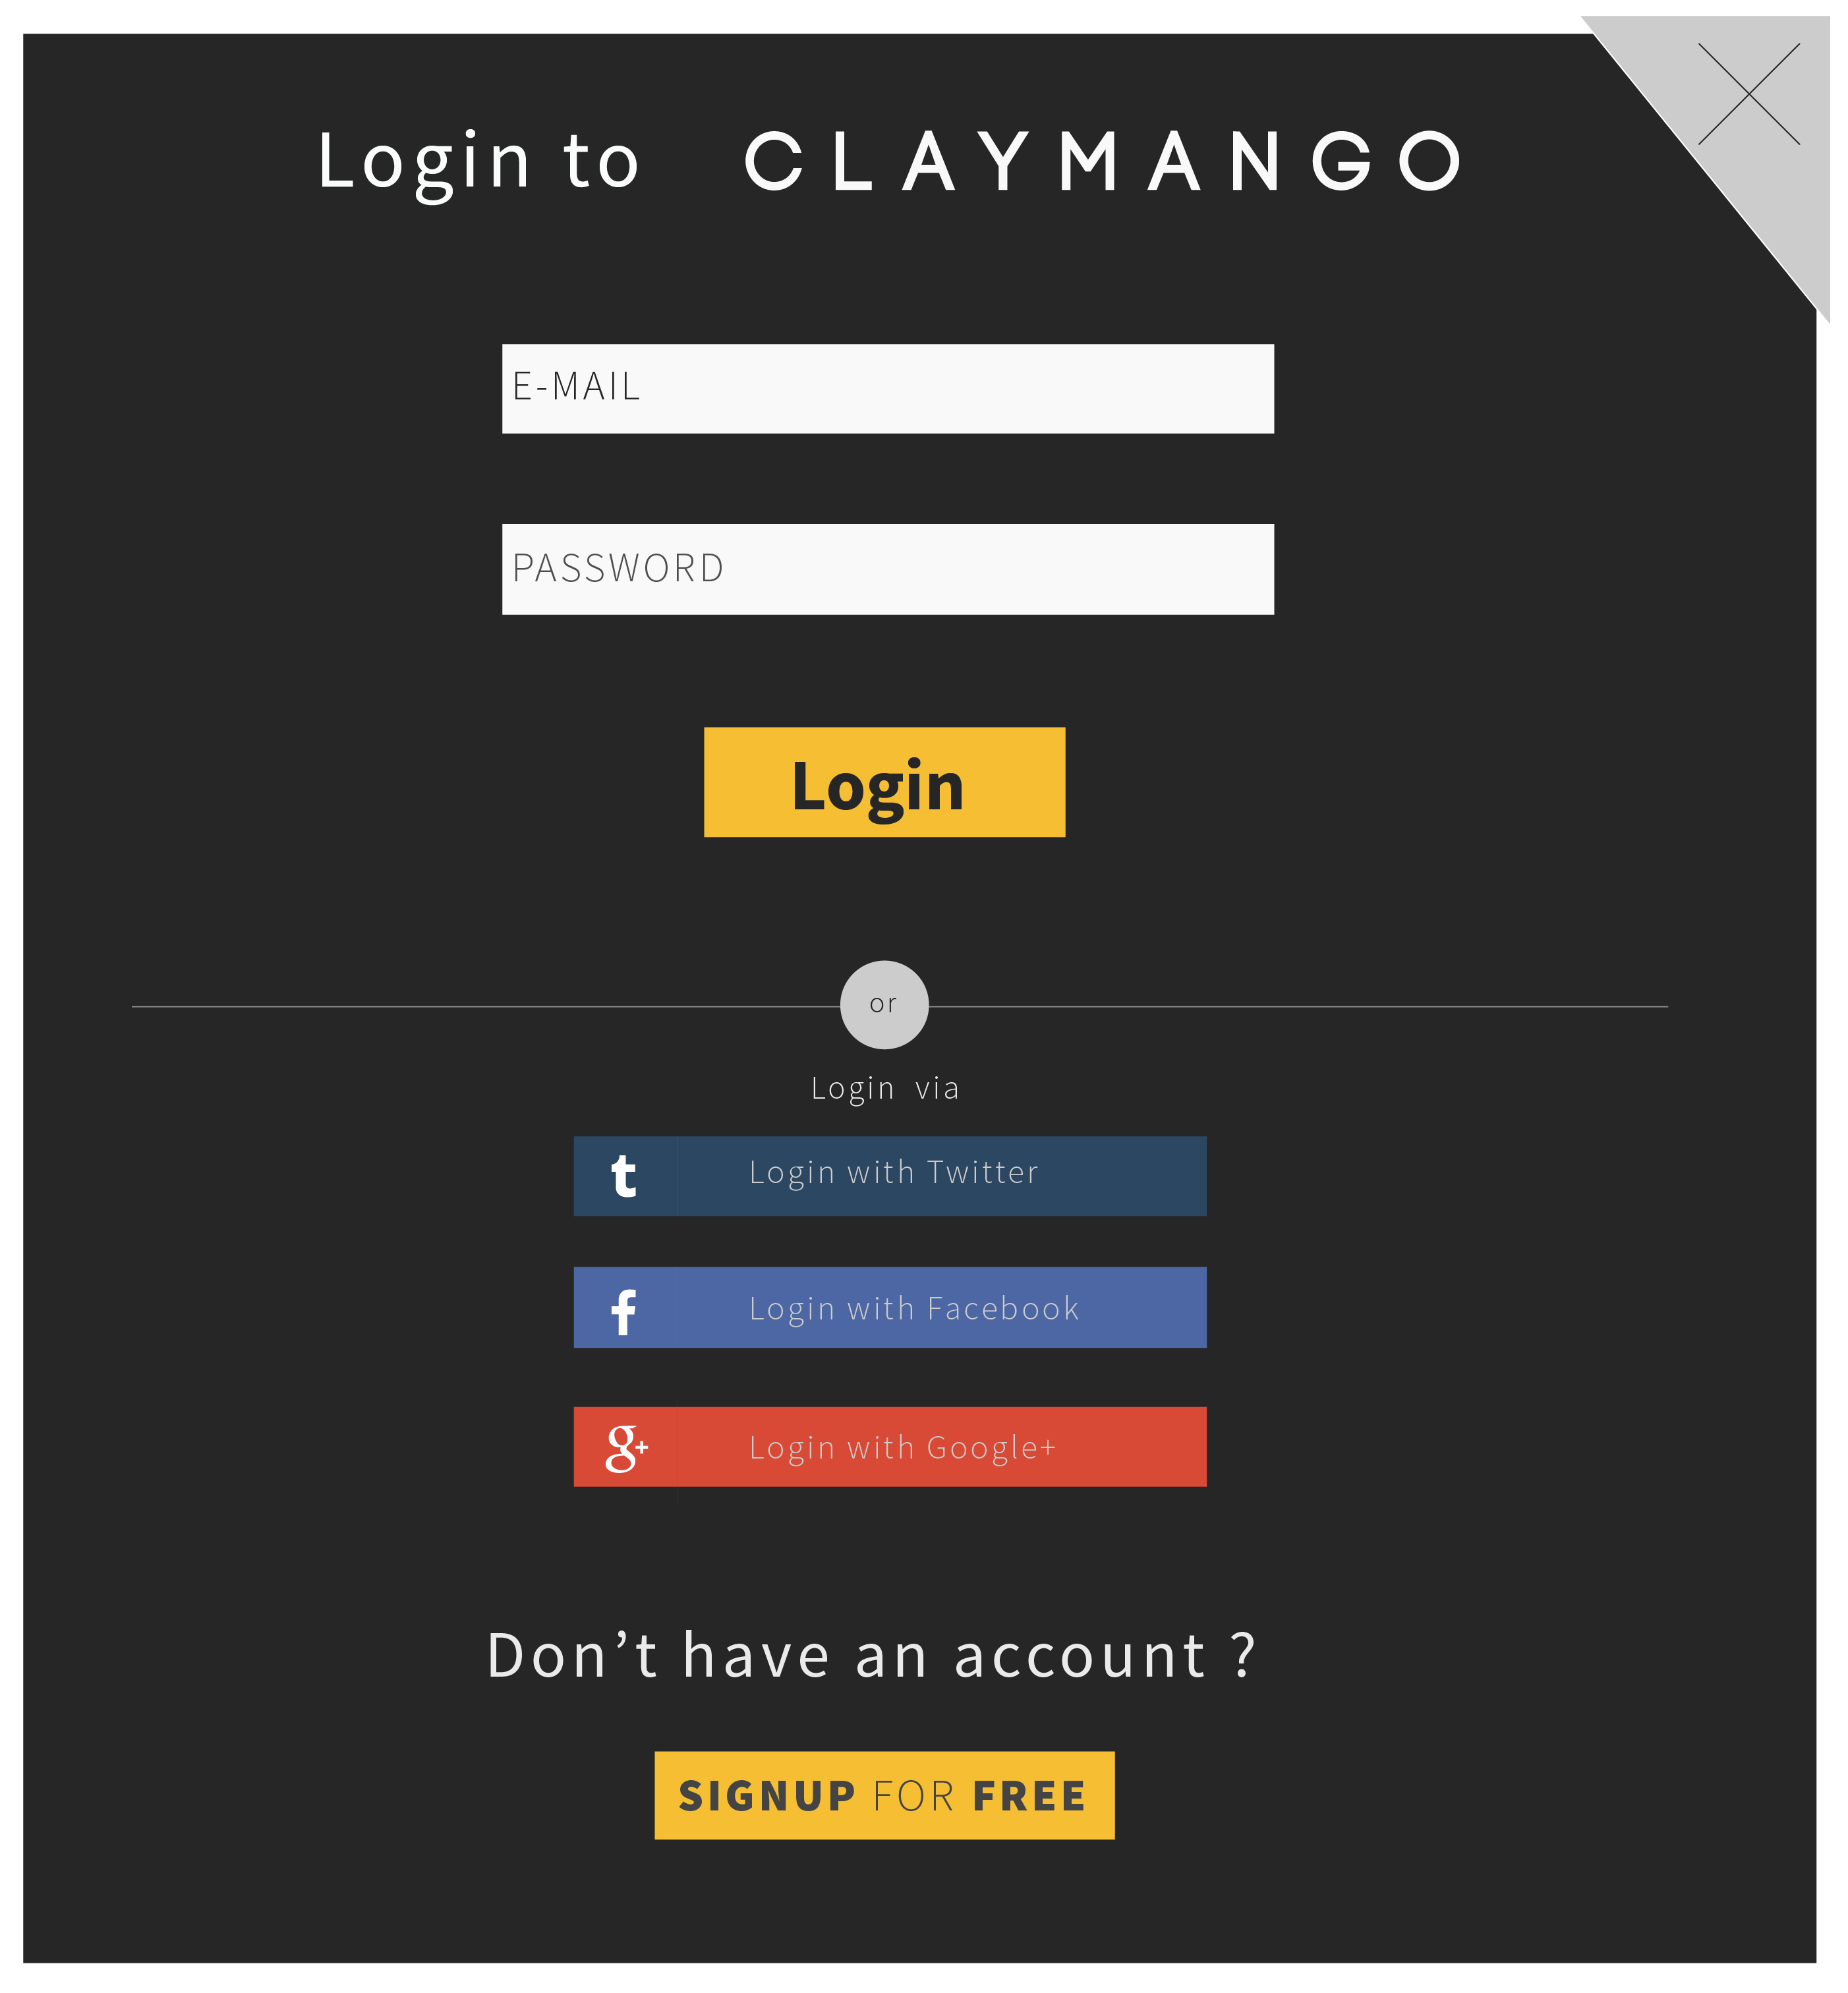 Login to CLAYMANGO
E-MAIL
PASSWORD
Login
or
Login via
t Login with Twitter
f Login with Facebook
g+ Login with Google+
Don’t have an account ?
SIGNUP FOR FREE